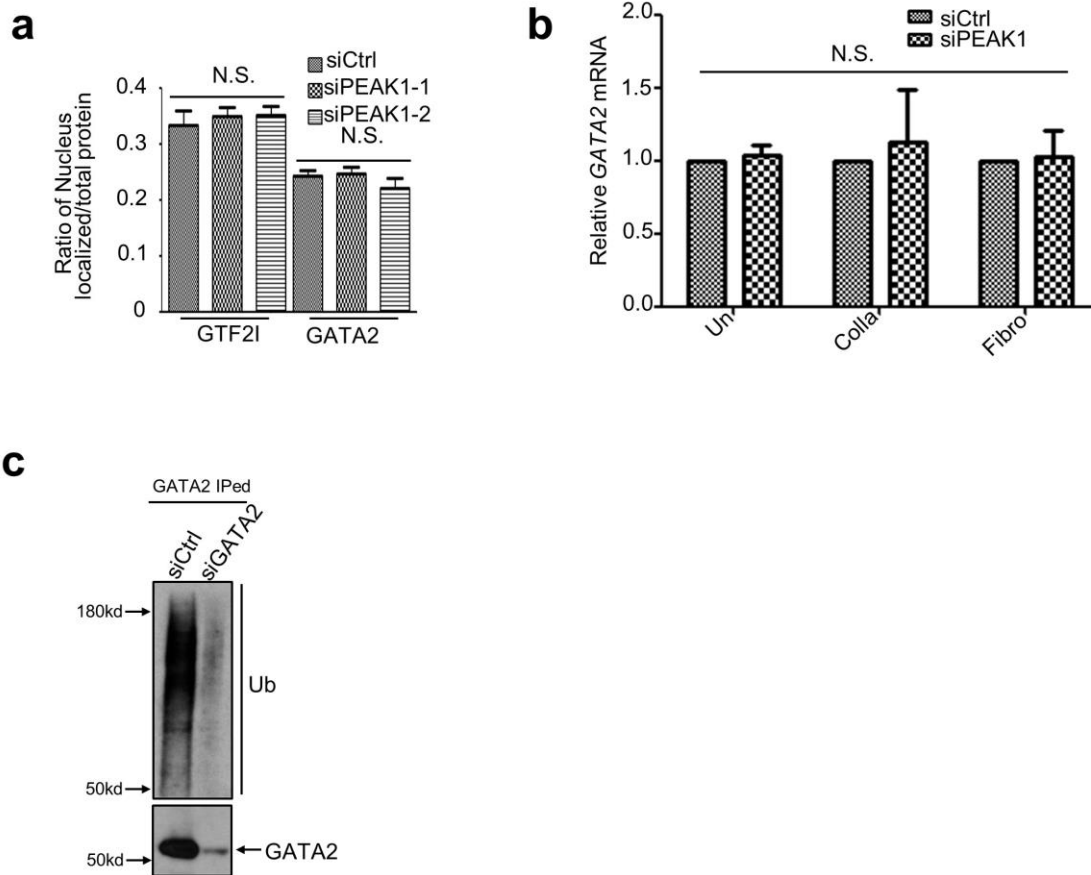 a
N.S.
siCtrl
siPEAK1-1
siPEAK1-2
N.S.
Ratio of Nucleus
localized/total protein
0.4
0.3
0.2
0.1
0
GTF2I
GATA2
b
siCtrl
siPEAK1
N.S.
Relative GATA2 mRNA
2.0
1.5
1.0
0.5
0.0
Un
Colla
Fibro
c
GATA2 IPed
siCtrl
siGATA2
180kd
Ub
50kd
50kd
GATA2